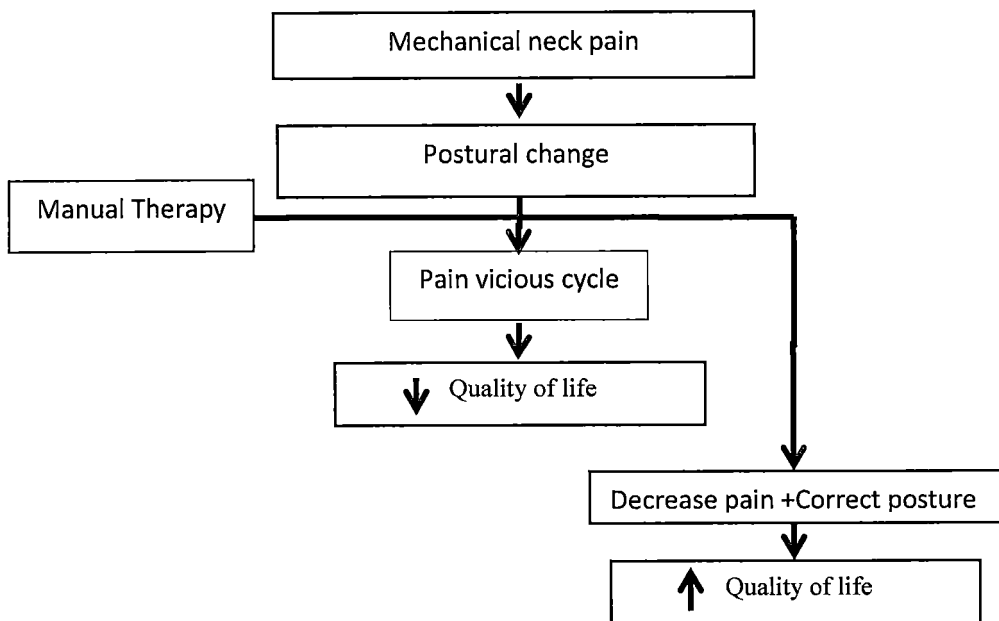 Mechanical neck pain
Postural change
Manual Therapy
Pain vicious cycle
↓ Quality of life
Decrease pain +Correct posture
↑ Quality of life